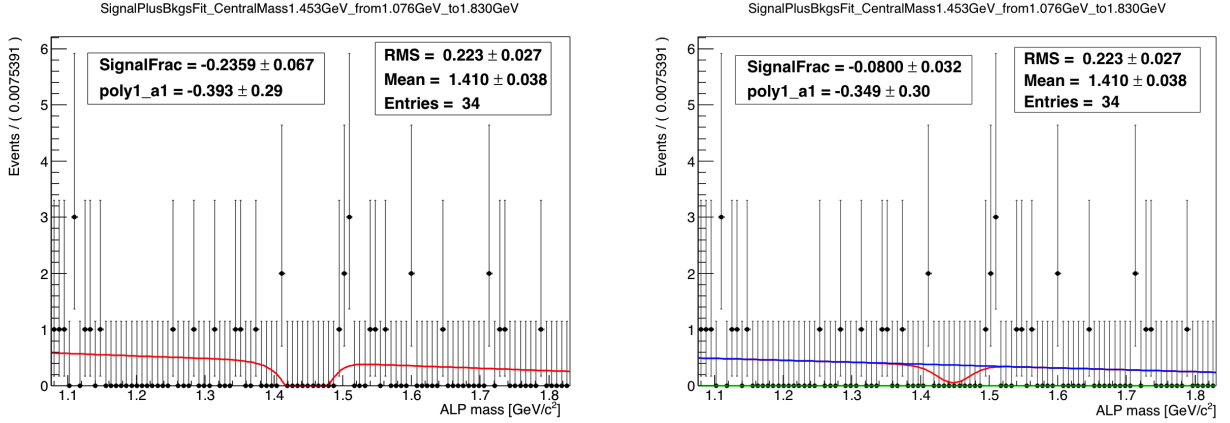 SignalPlusBkgsFit_CentralMass1.453GeV_from1.076GeV_to1.830GeV
Events / ( 0.0075391)
6
5
4
3
2
1
0
SignalFrac = -0.2359 ± 0.067
poly1_a1 = -0.393 ± 0.29
RMS = 0.223 ± 0.027
Mean = 1.410 ± 0.038
Entries = 34
1.1 1.2 1.3 1.4 1.5 1.6 1.7 1.8
ALP mass [GeV/c²]
SignalPlusBkgsFit_CentralMass1.453GeV_from1.076GeV_to1.830GeV
Events / ( 0.0075391)
6
5
4
3
2
1
0
SignalFrac = -0.0800 ± 0.032
poly1_a1 = -0.349 ± 0.30
RMS = 0.223 ± 0.027
Mean = 1.410 ± 0.038
Entries = 34
1.1 1.2 1.3 1.4 1.5 1.6 1.7 1.8
ALP mass [GeV/c²]